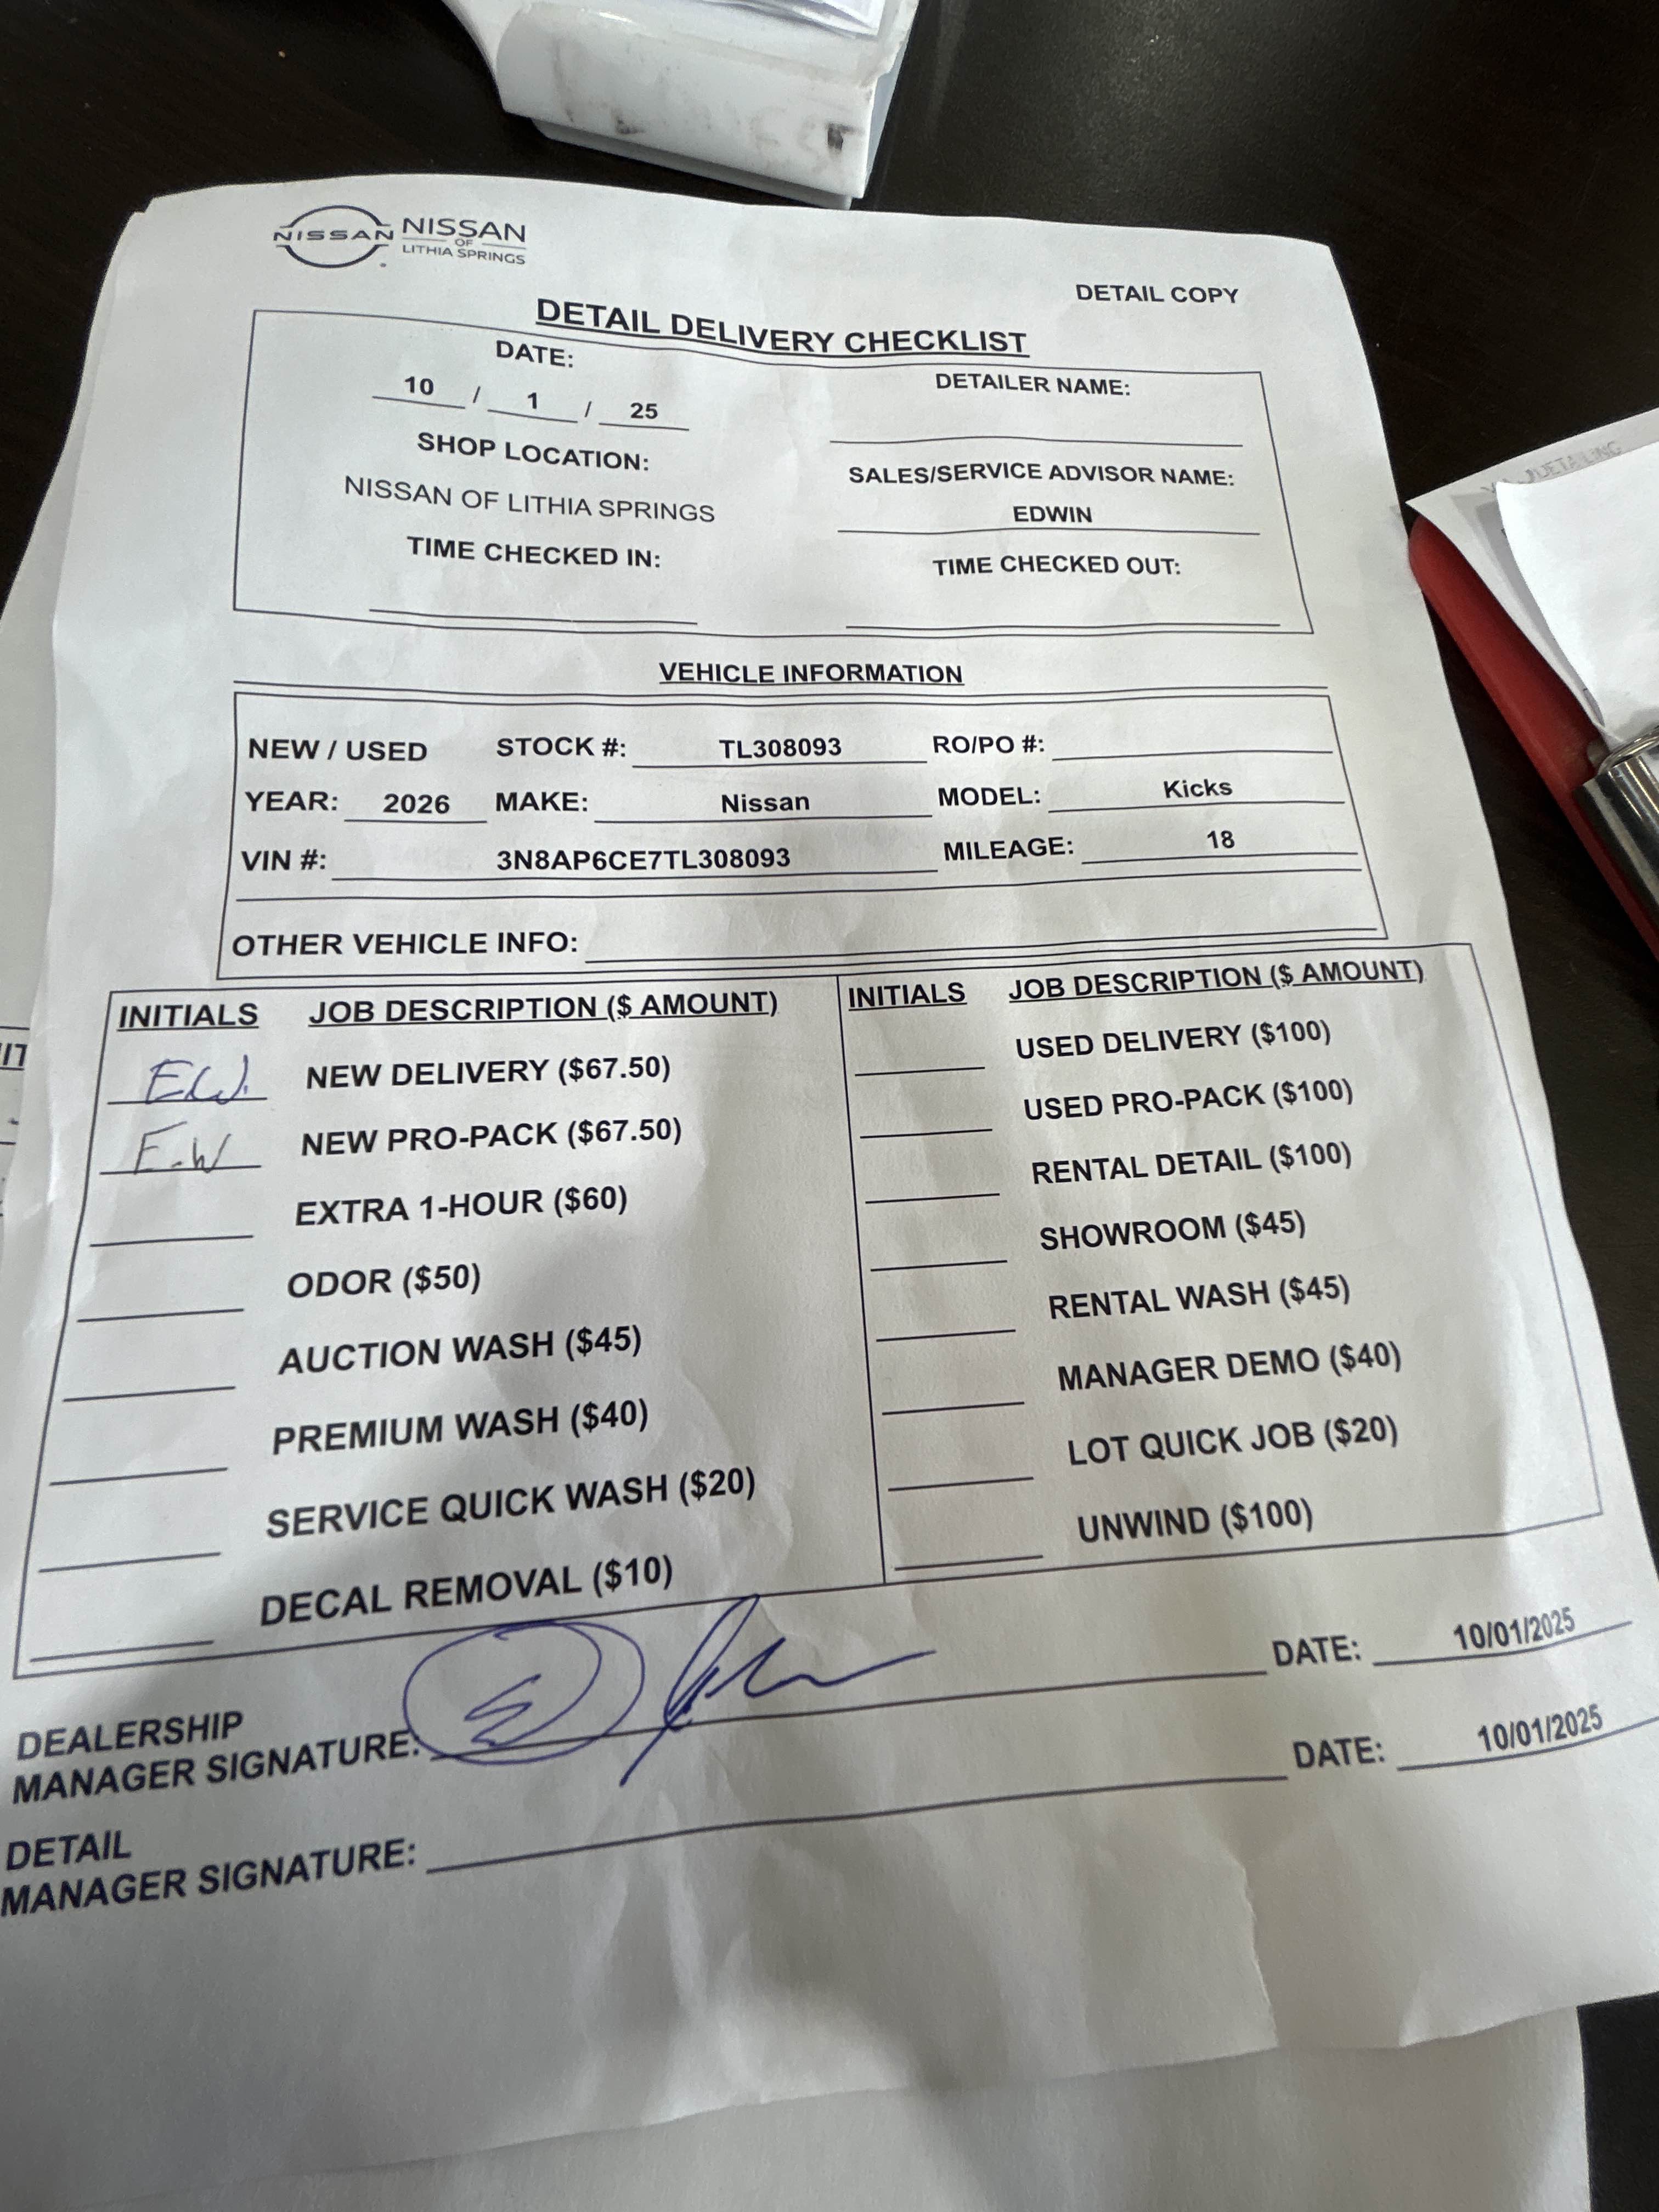 NISSAN NISSAN
OF
LITHIA SPRINGS
DETAIL COPY
DETAIL DELIVERY CHECKLIST
DATE:
10 / 1 / 25
DETAILER NAME:
SHOP LOCATION:
NISSAN OF LITHIA SPRINGS
SALES/SERVICE ADVISOR NAME:
EDWIN
TIME CHECKED IN:
TIME CHECKED OUT:
VEHICLE INFORMATION
NEW / USED STOCK #: TL308093 RO/PO #:
YEAR: 2026 MAKE: Nissan MODEL: Kicks
VIN #: 3N8AP6CE7TL308093 MILEAGE: 18
OTHER VEHICLE INFO:
INITIALS JOB DESCRIPTION ($ AMOUNT)
E.W. NEW DELIVERY ($67.50)
E.W NEW PRO-PACK ($67.50)
EXTRA 1-HOUR ($60)
ODOR ($50)
AUCTION WASH ($45)
PREMIUM WASH ($40)
SERVICE QUICK WASH ($20)
DECAL REMOVAL ($10)
INITIALS JOB DESCRIPTION ($ AMOUNT)
USED DELIVERY ($100)
USED PRO-PACK ($100)
RENTAL DETAIL ($100)
SHOWROOM ($45)
RENTAL WASH ($45)
MANAGER DEMO ($40)
LOT QUICK JOB ($20)
UNWIND ($100)
DEALERSHIP
MANAGER SIGNATURE: DATE: 10/01/2025
DETAIL
MANAGER SIGNATURE: DATE: 10/01/2025
DETAILING